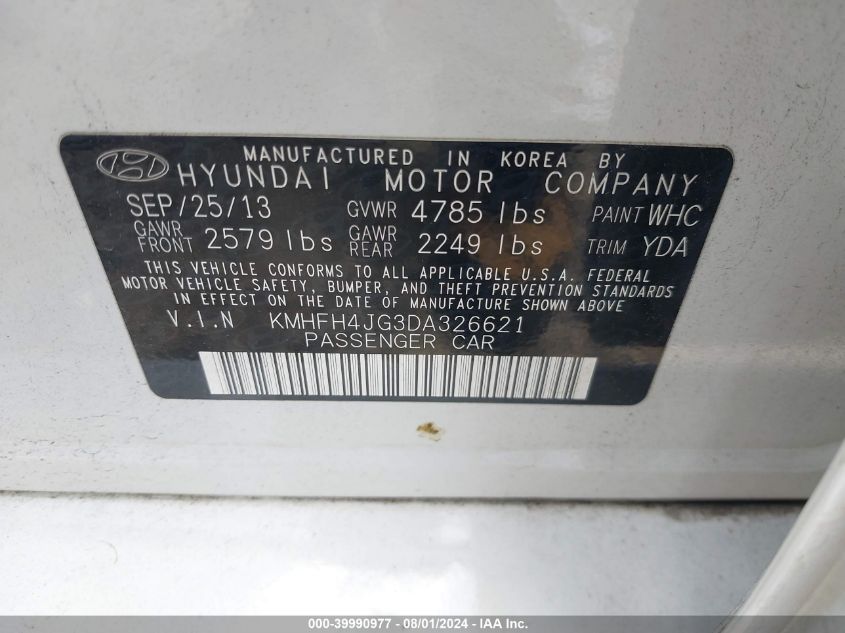 MANUFACTURED IN KOREA BY
HYUNDAI MOTOR COMPANY
SEP/25/13 GVWR 4785 lbs PAINT WHC
GAWR FRONT 2579 lbs GAWR REAR 2249 lbs TRIM YDA
THIS VEHICLE CONFORMS TO ALL APPLICABLE U.S.A. FEDERAL
MOTOR VEHICLE SAFETY, BUMPER, AND THEFT PREVENTION STANDARDS
IN EFFECT ON THE DATE OF MANUFACTURE SHOWN ABOVE
V.I.N KMHFH4JG3DA326621
PASSENGER CAR
000-39990977 - 08/01/2024 - IAA Inc.